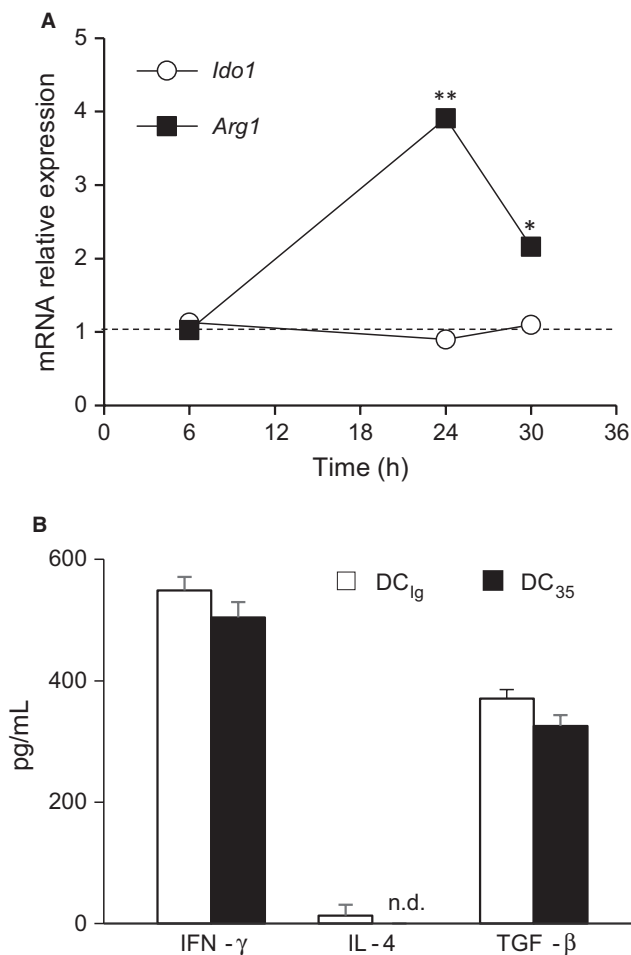 A
5
4
3
2
1
0
mRNA relative expression
Ido1
Arg1
**
*
0 6 12 18 24 30 36
Time (h)
B
600
400
200
0
pg/mL
DCIg
DC35
n.d.
IFN - γ IL - 4 TGF - β